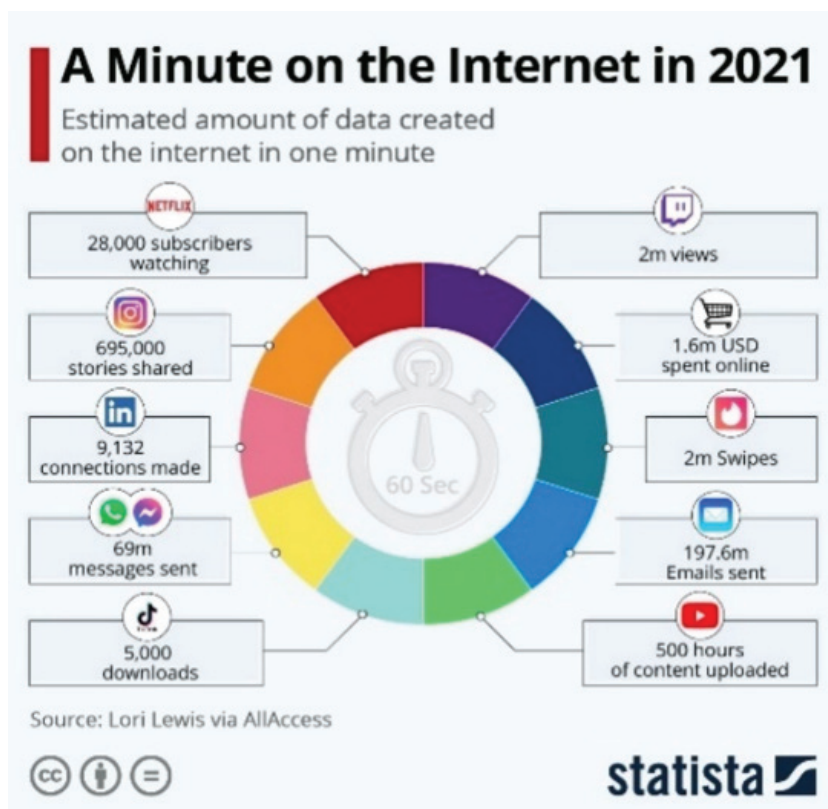 A Minute on the Internet in 2021
Estimated amount of data created
on the internet in one minute
NETFLIX
28,000 subscribers
watching
2m views
695,000
stories shared
1.6m USD
spent online
in
9,132
connections made
2m Swipes
60 Sec
69m
messages sent
197.6m
Emails sent
5,000
downloads
500 hours
of content uploaded
Source: Lori Lewis via AllAccess
cc
statista